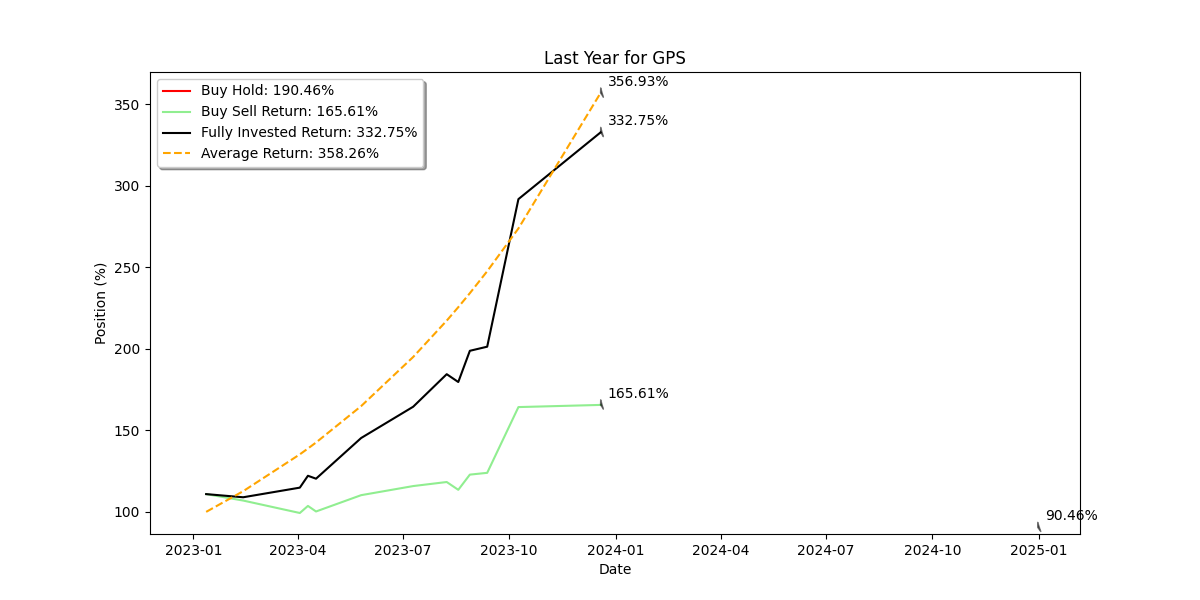 Last Year for GPS
Buy Hold: 190.46%
Buy Sell Return: 165.61%
Fully Invested Return: 332.75%
Average Return: 358.26%
356.93%
332.75%
165.61%
90.46%
350
300
250
200
150
100
Position (%)
2023-01 2023-04 2023-07 2023-10 2024-01 2024-04 2024-07 2024-10 2025-01
Date